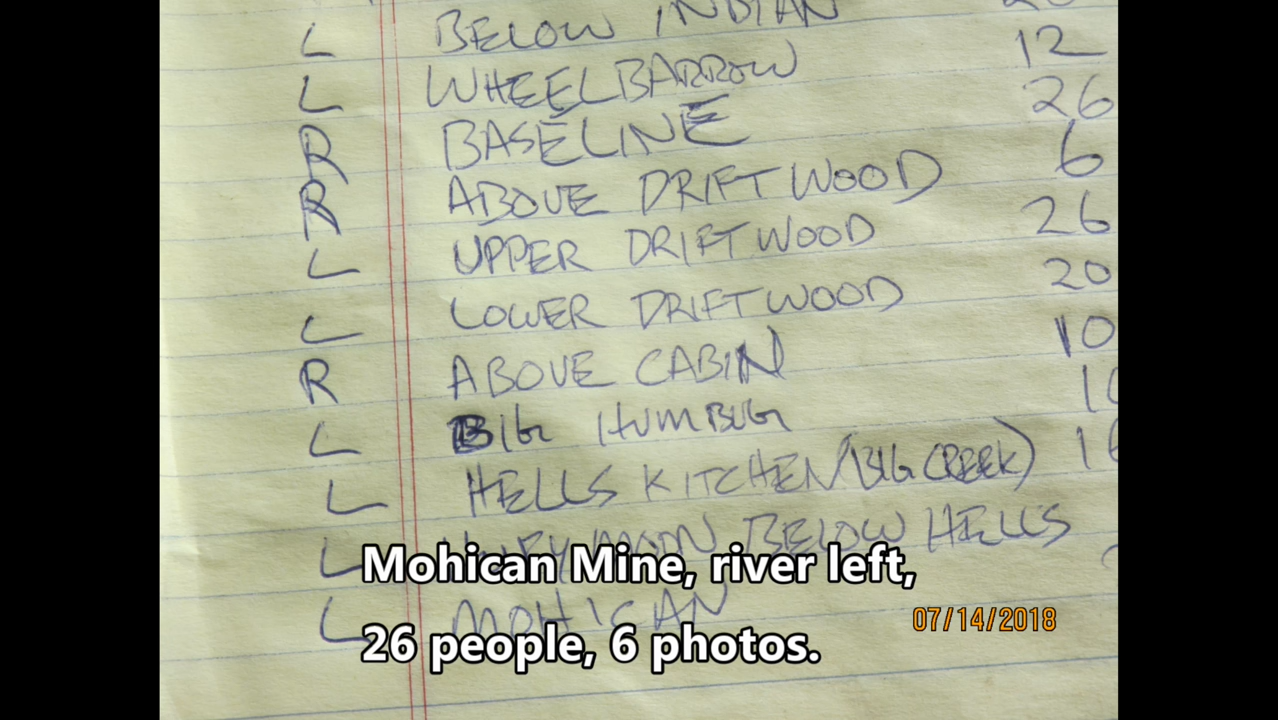 L BELOW INDIAN
L WHEELBARROW 12
R BASELINE 26
R ABOVE DRIFTWOOD 6
L UPPER DRIFTWOOD 26
L LOWER DRIFTWOOD 20
R ABOVE CABIN 10
L BIG HUMBUG
L HELLS KITCHEN (BIG CREEK)
L BELOW HELLS
L MOHICAN
Mohican Mine, river left,
26 people, 6 photos.
07/14/2018